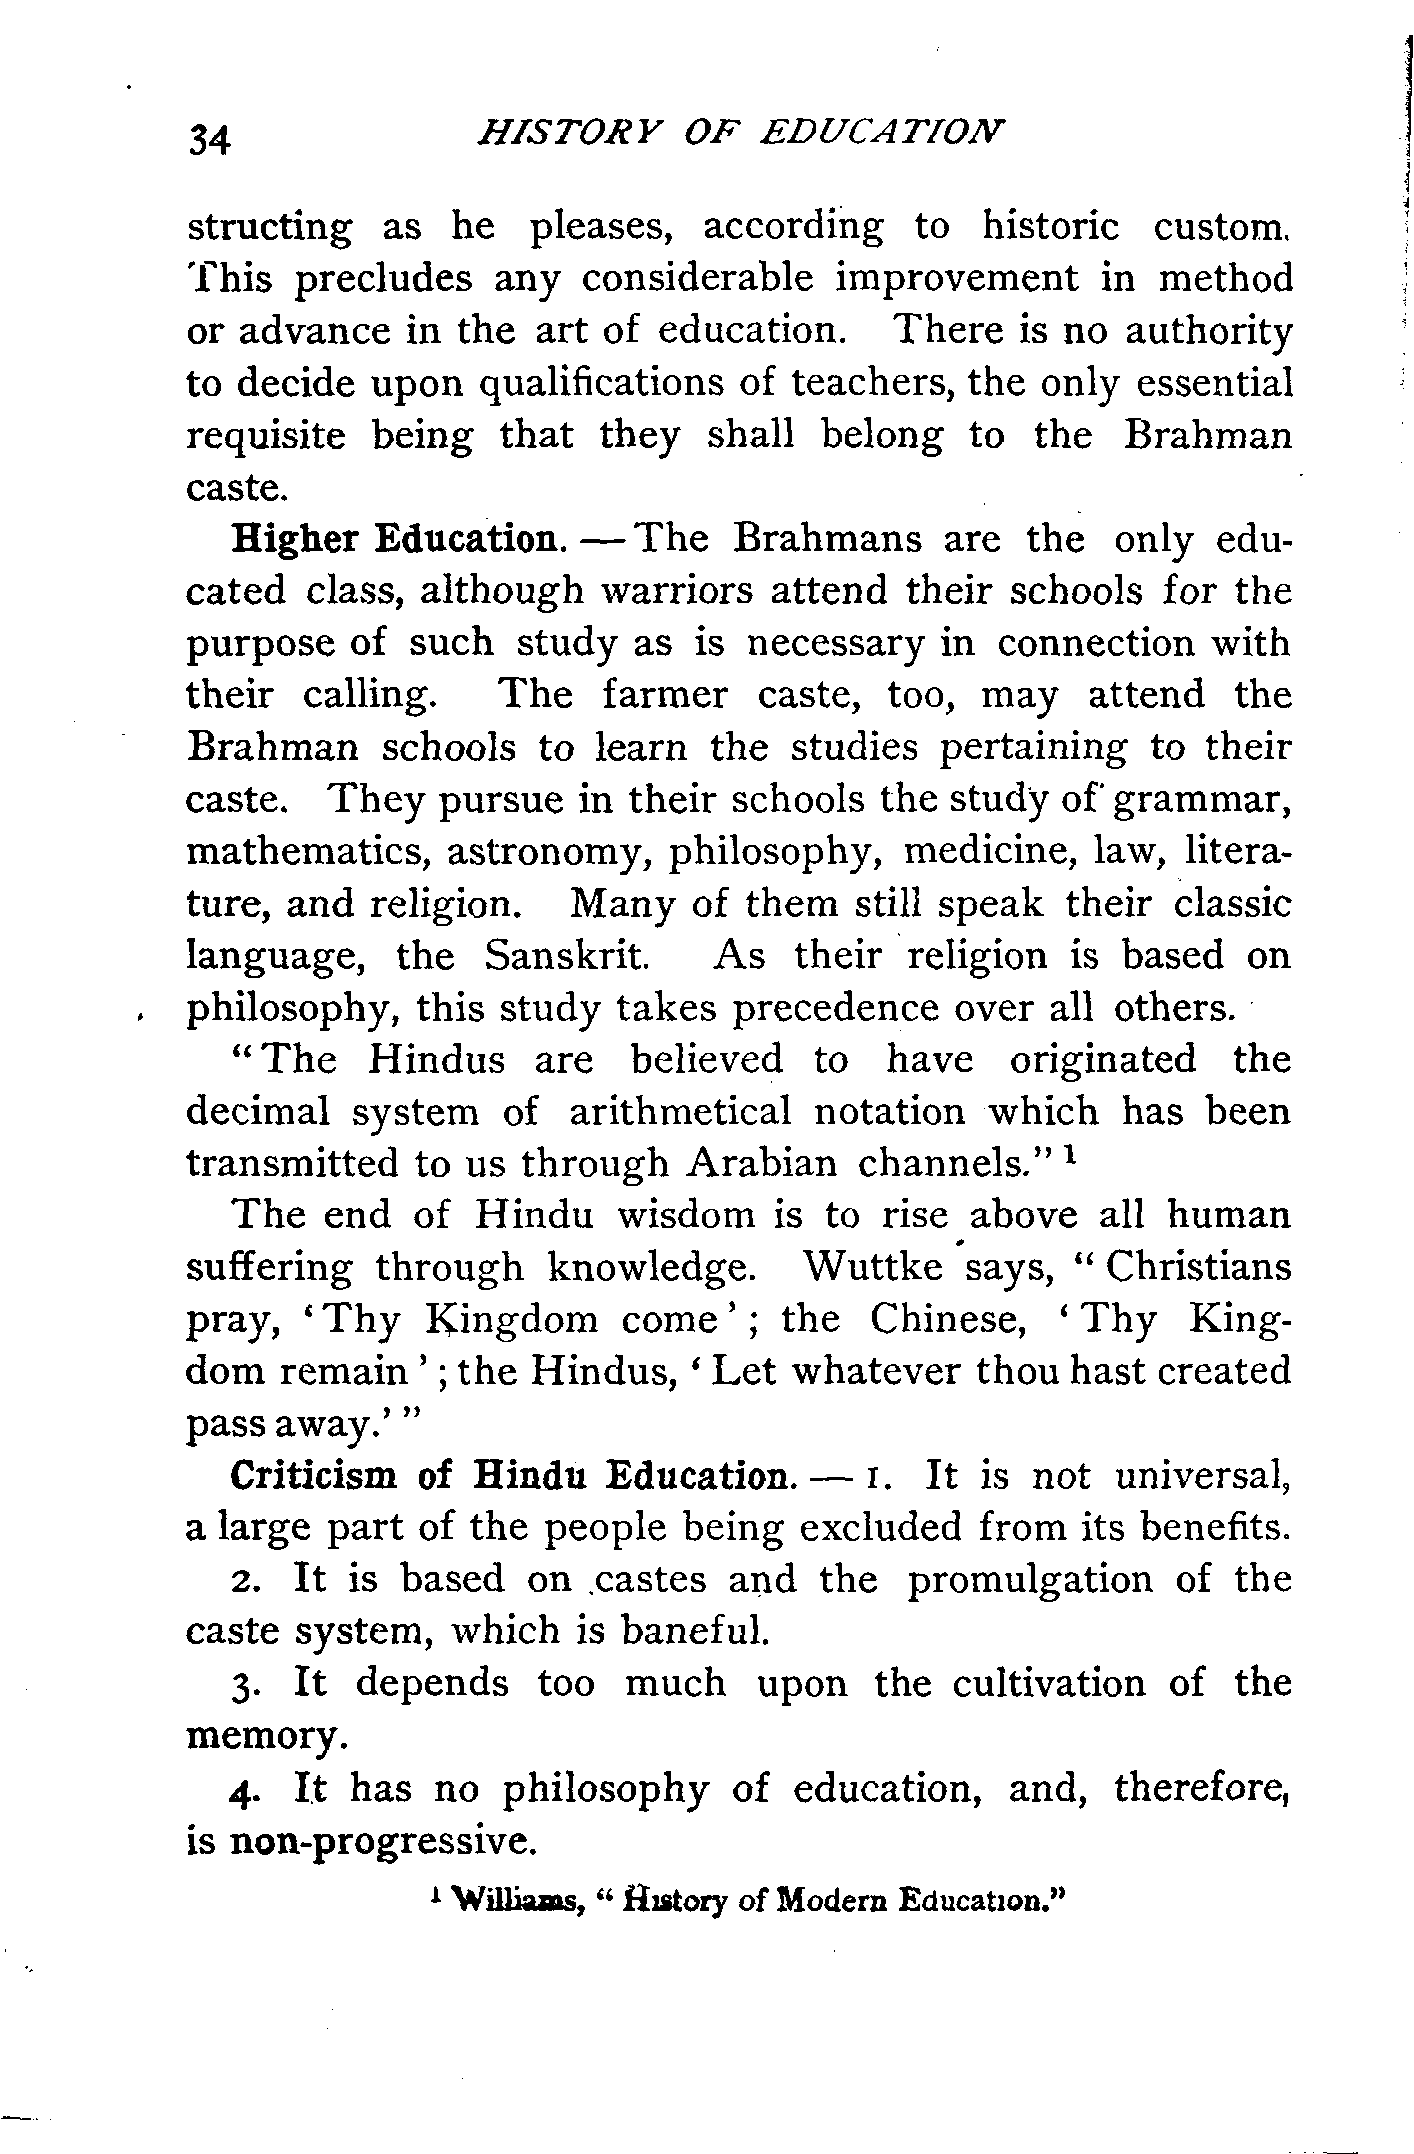 34 HISTORY OF EDUCATION
structing as he pleases, according to historic custom.
This precludes any considerable improvement in method
or advance in the art of education. There is no authority
to decide upon qualifications of teachers, the only essential
requisite being that they shall belong to the Brahman
caste.
Higher Education. — The Brahmans are the only edu-
cated class, although warriors attend their schools for the
purpose of such study as is necessary in connection with
their calling. The farmer caste, too, may attend the
Brahman schools to learn the studies pertaining to their
caste. They pursue in their schools the study of grammar,
mathematics, astronomy, philosophy, medicine, law, litera-
ture, and religion. Many of them still speak their classic
language, the Sanskrit. As their religion is based on
philosophy, this study takes precedence over all others.
“The Hindus are believed to have originated the
decimal system of arithmetical notation which has been
transmitted to us through Arabian channels.” ¹
The end of Hindu wisdom is to rise above all human
suffering through knowledge. Wuttke says, “Christians
pray, ‘Thy Kingdom come’; the Chinese, ‘Thy King-
dom remain’; the Hindus, ‘Let whatever thou hast created
pass away.’”
Criticism of Hindu Education. — 1. It is not universal,
a large part of the people being excluded from its benefits.
2. It is based on castes and the promulgation of the
caste system, which is baneful.
3. It depends too much upon the cultivation of the
memory.
4. It has no philosophy of education, and, therefore,
is non-progressive.
¹ Williams, “History of Modern Education.”